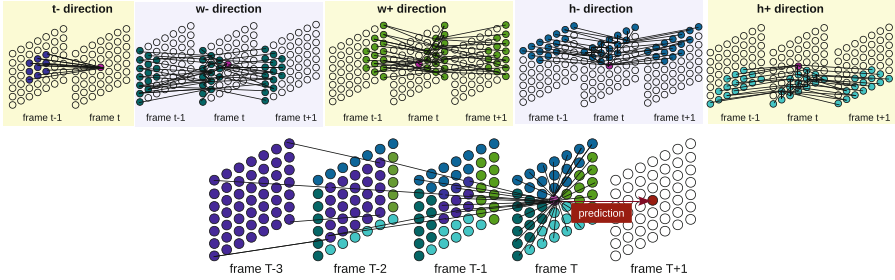 t- direction
w- direction
w+ direction
h- direction
h+ direction
frame t-1 frame t
frame t-1 frame t frame t+1
frame t-1 frame t frame t+1
frame t-1 frame t frame t+1
frame t-1 frame t frame t+1
prediction
frame T-3 frame T-2 frame T-1 frame T frame T+1